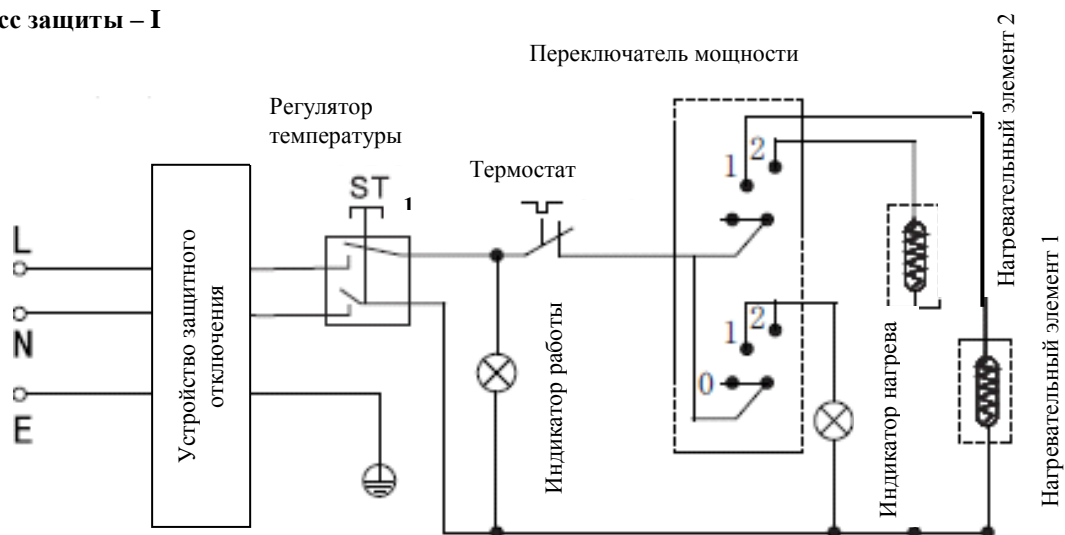 сс защиты – I
Переключатель мощности
Регулятор
температуры
Термостат
ST
1
L
N
E
Устройство защитного
отключения
Индикатор работы
1
2
0
1
2
Индикатор нагрева
Нагревательный элемент 2
Нагревательный элемент 1